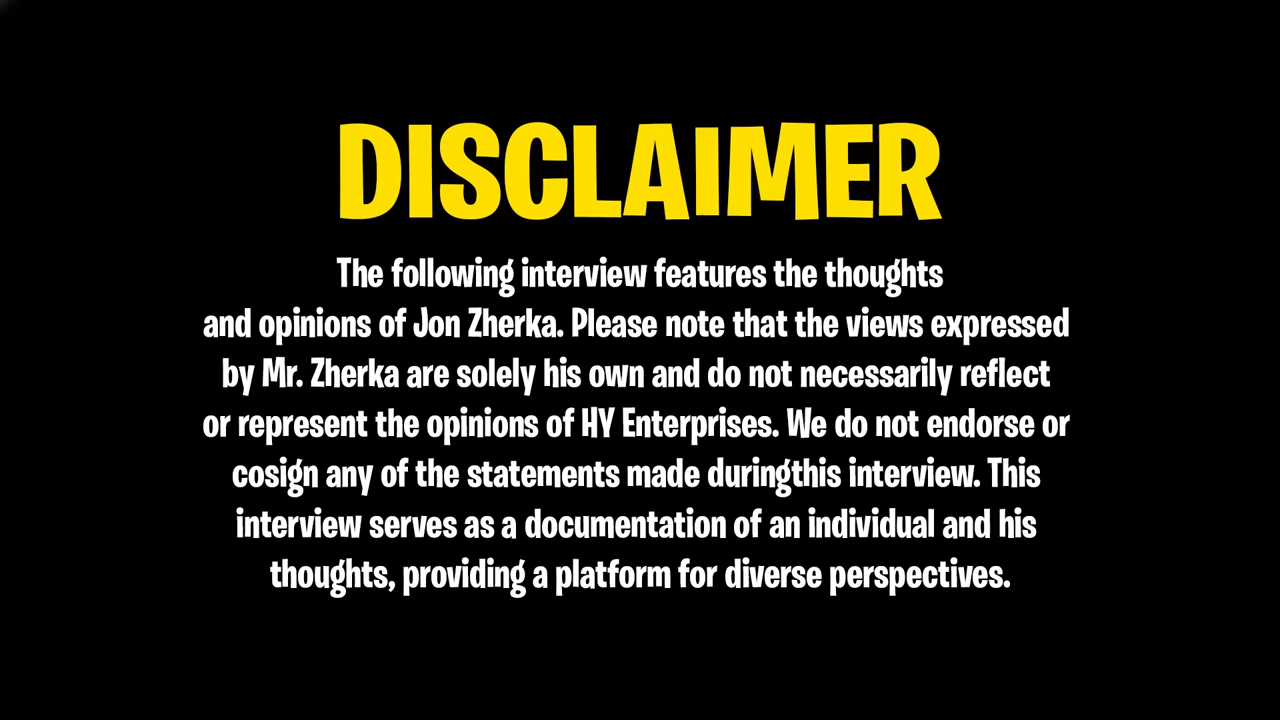 DISCLAIMER
The following interview features the thoughts
and opinions of Jon Zherka. Please note that the views expressed
by Mr. Zherka are solely his own and do not necessarily reflect
or represent the opinions of HY Enterprises. We do not endorse or
cosign any of the statements made duringthis interview. This
interview serves as a documentation of an individual and his
thoughts, providing a platform for diverse perspectives.